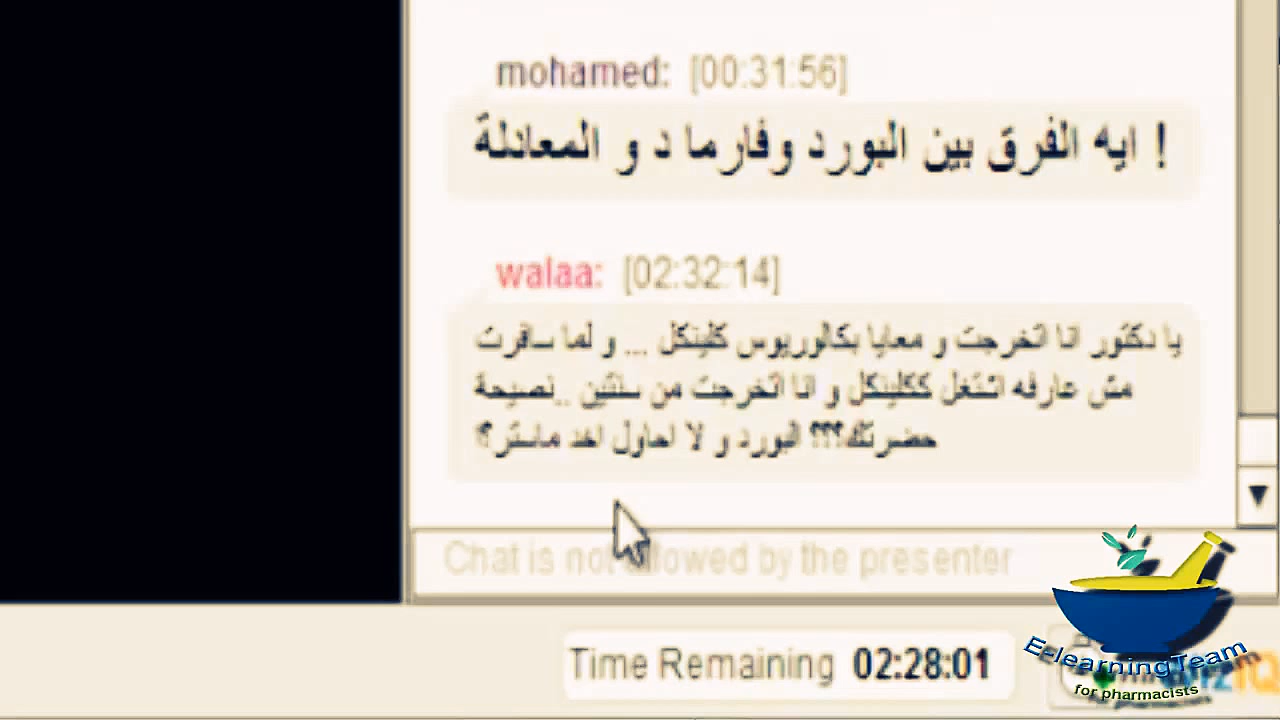 mohamed: [00:31:56]
ايه الفرق بين البورد وفارما د و المعادلة !
walaa: [02:32:14]
يا دكتور انا اتخرجت و معايا بكالوريوس كلينكل ... و لما سافرت
مش عارفه اشتغل ككلينكل و انا اتخرجت من سنتين ..نصيحة
حضرتك؟؟؟ البورد و لا احاول اخد ماستر؟
Chat is not allowed by the presenter
Time Remaining 02:28:01
E-learningTeam
for pharmacists